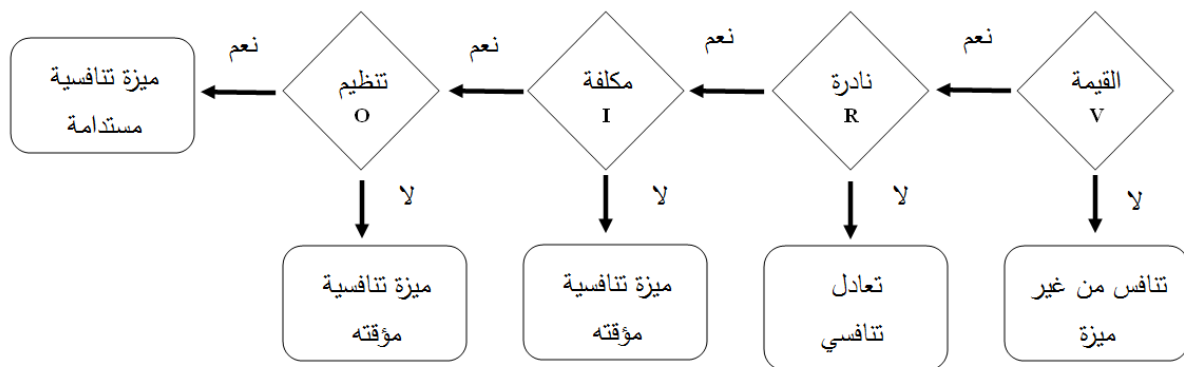 نعم
نعم
نعم
نعم
القيمة
V
نادرة
R
مكلفة
I
تنظيم
O
ميزة تنافسية
مستدامة
لا
لا
لا
لا
تنافس من غير
ميزة
تعادل
تنافسي
ميزة تنافسية
مؤقته
ميزة تنافسية
مؤقته